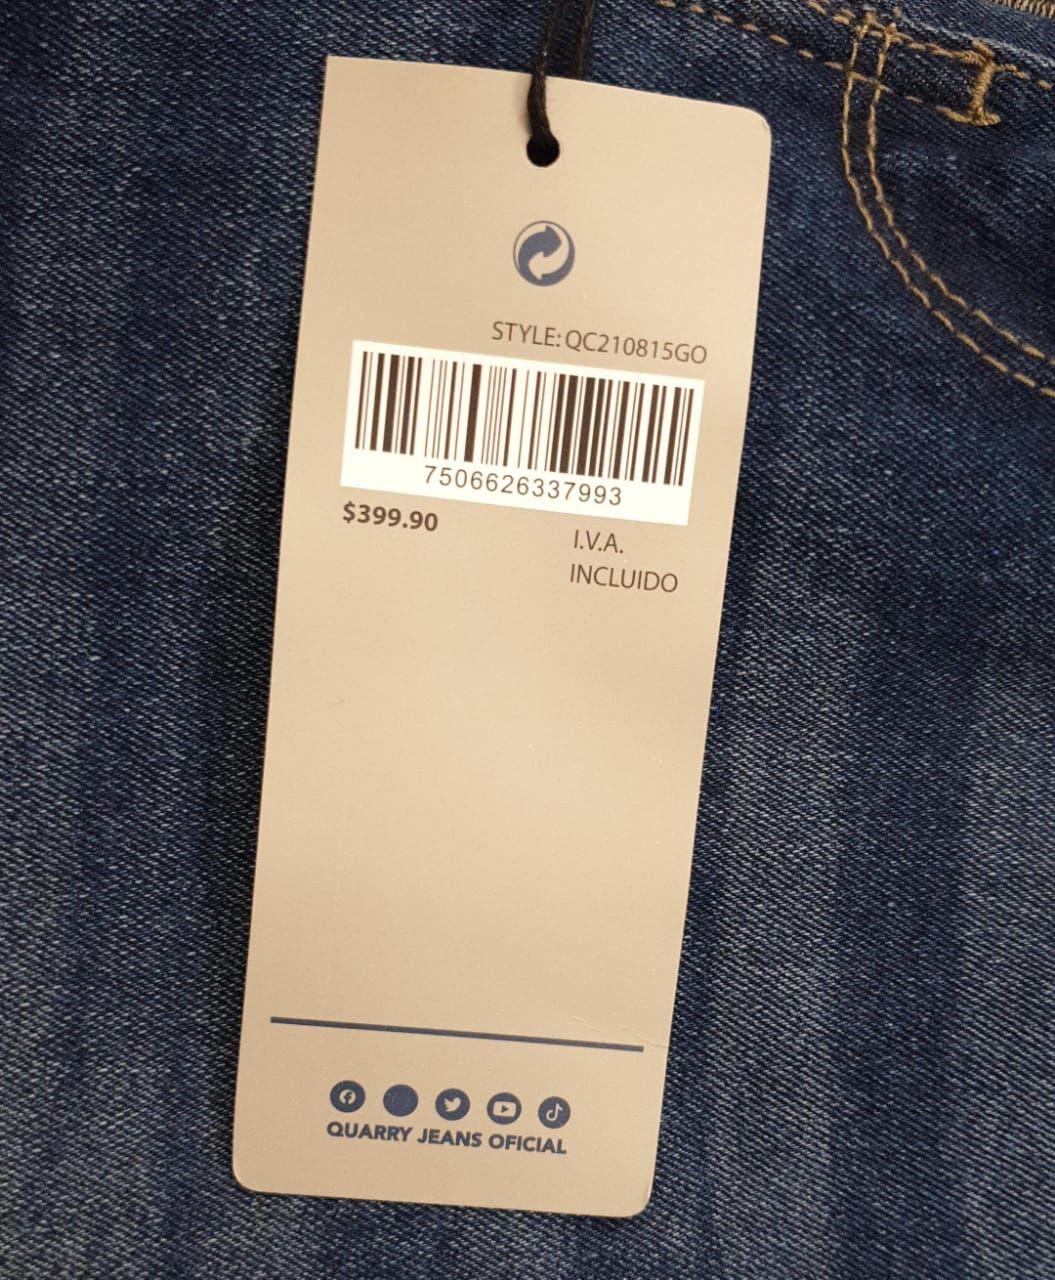 STYLE: QC210815GO
7506626337993
$399.90
I.V.A.
INCLUIDO
QUARRY JEANS OFICIAL